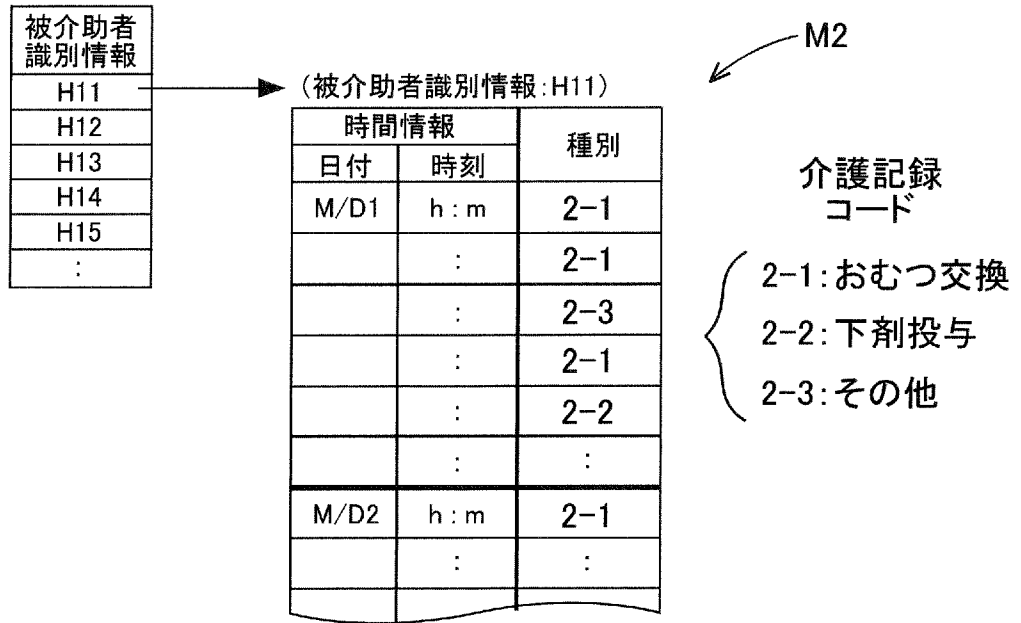 被介助者
識別情報
H11
H12
H13
H14
H15
:
M2
(被介助者識別情報:H11)
時間情報 種別
日付 時刻
M/D1 h:m 2-1
: 2-1
: 2-3
: 2-1
: 2-2
: :
M/D2 h:m 2-1
: :
介護記録
コード
2-1:おむつ交換
2-2:下剤投与
2-3:その他